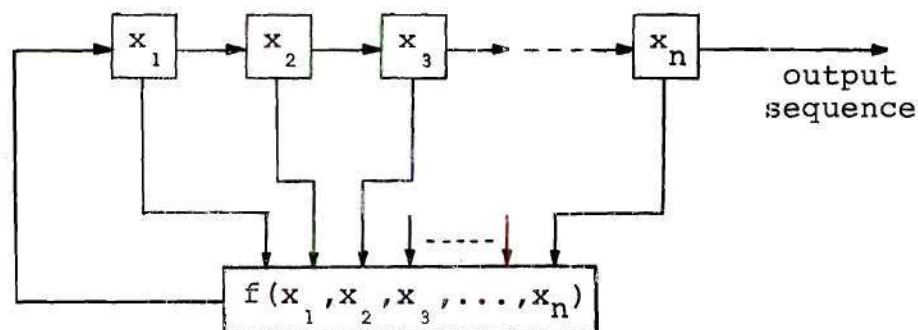 x₁ x₂ x₃ xₙ
output
sequence
f(x₁,x₂,x₃,...,xₙ)